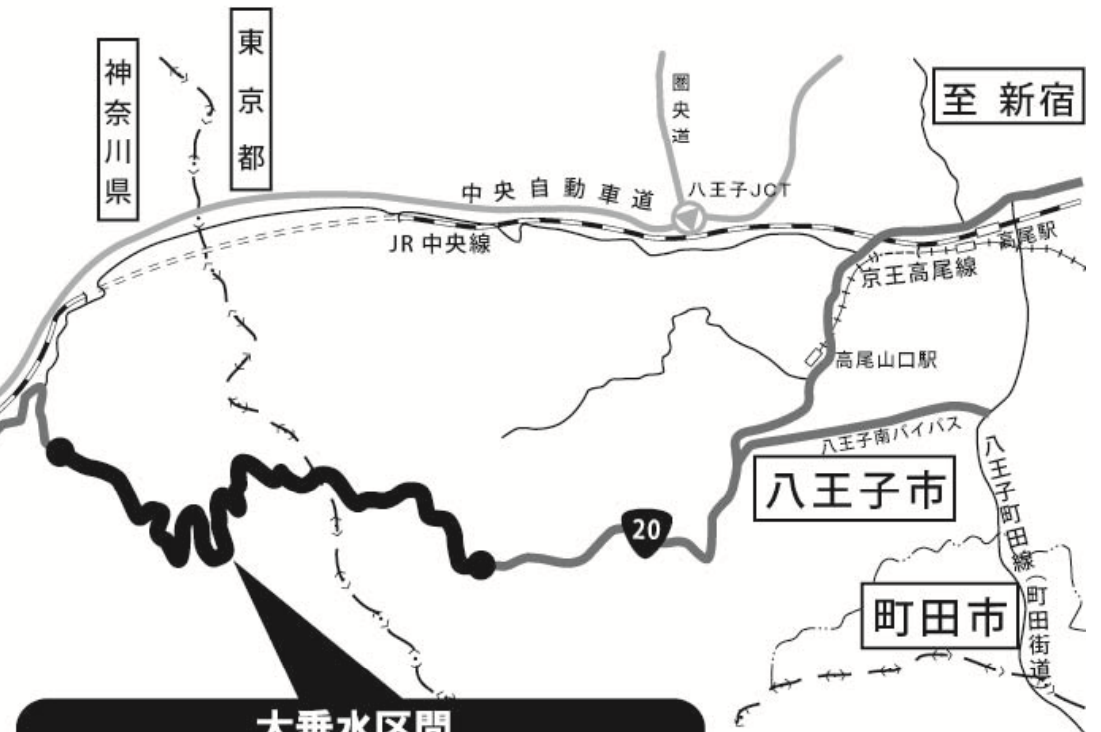 神奈川県
東京都
圏央道
至 新宿
中央自動車道
八王子JCT
JR中央線
高尾駅
京王高尾線
高尾山口駅
八王子南バイパス
八王子市
20
八王子町田線(町田街道
町田市
大垂水区間